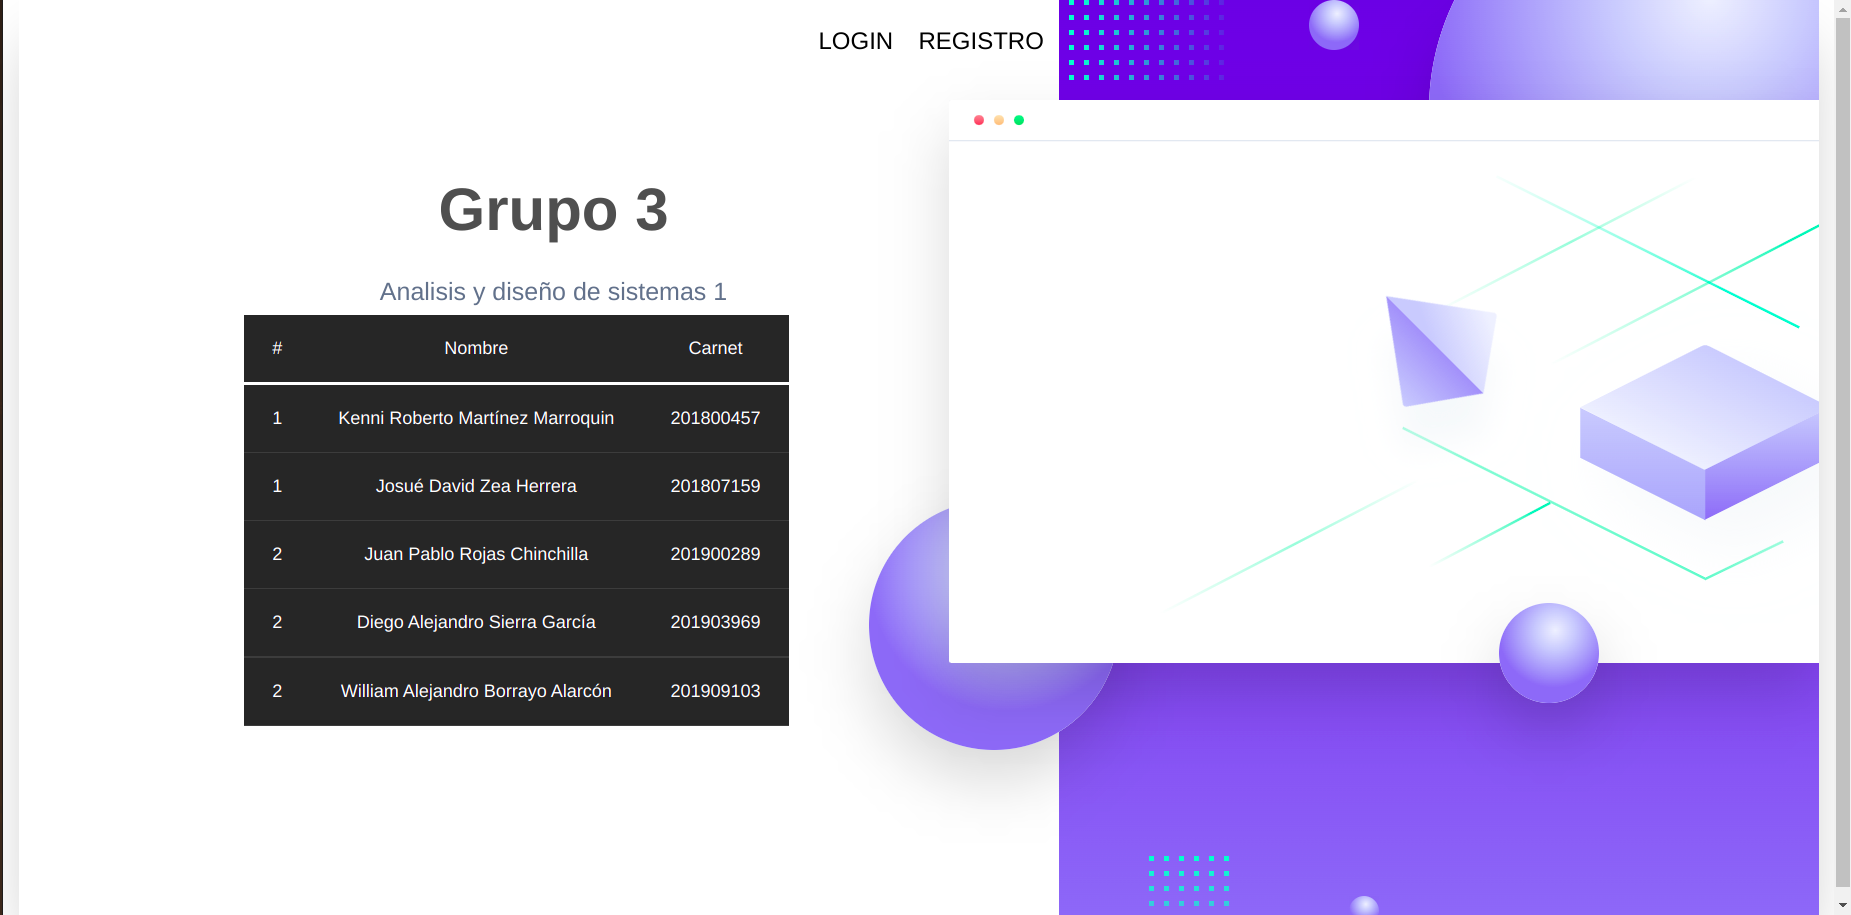 LOGIN REGISTRO
Grupo 3
Analisis y diseño de sistemas 1
# Nombre Carnet
1 Kenni Roberto Martínez Marroquin 201800457
1 Josué David Zea Herrera 201807159
2 Juan Pablo Rojas Chinchilla 201900289
2 Diego Alejandro Sierra García 201903969
2 William Alejandro Borrayo Alarcón 201909103